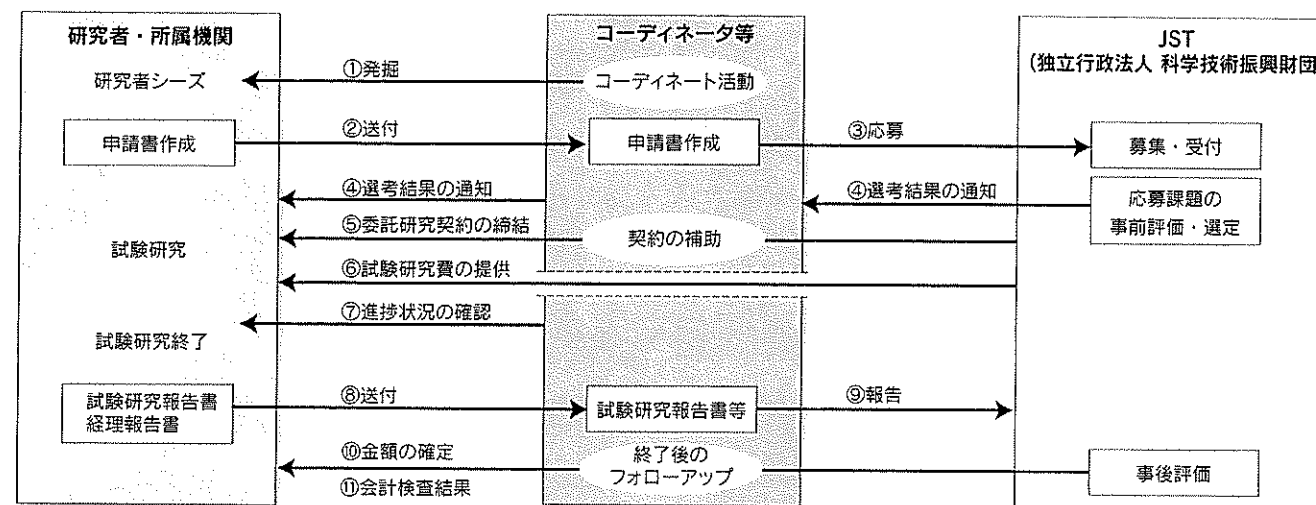 研究者・所属機関
コーディネータ等
JST
(独立行政法人 科学技術振興財団
研究者シーズ
①発掘
コーディネート活動
申請書作成
②送付
申請書作成
③応募
募集・受付
④選考結果の通知
④選考結果の通知
応募課題の
事前評価・選定
⑤委託研究契約の締結
契約の補助
試験研究
⑥試験研究費の提供
⑦進捗状況の確認
試験研究終了
試験研究報告書
経理報告書
⑧送付
試験研究報告書等
⑨報告
⑩金額の確定
終了後の
フォローアップ
事後評価
⑪会計検査結果